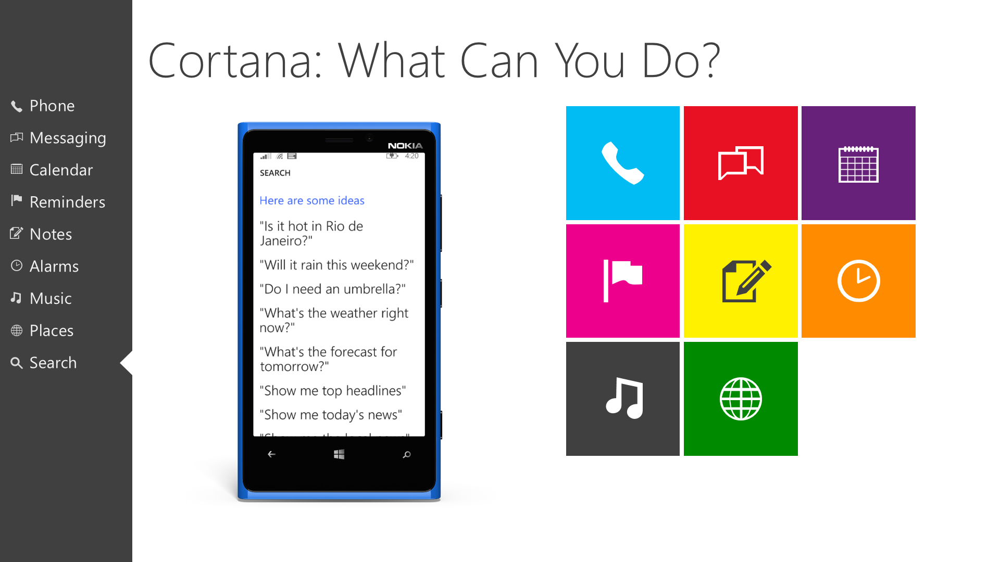 Cortana: What Can You Do?
Phone
Messaging
Calendar
Reminders
Notes
Alarms
Music
Places
Search
NOKIA
4:20
SEARCH
Here are some ideas
"Is it hot in Rio de
Janeiro?"
"Will it rain this weekend?"
"Do I need an umbrella?"
"What's the weather right
now?"
"What's the forecast for
tomorrow?"
"Show me top headlines"
"Show me today's news"